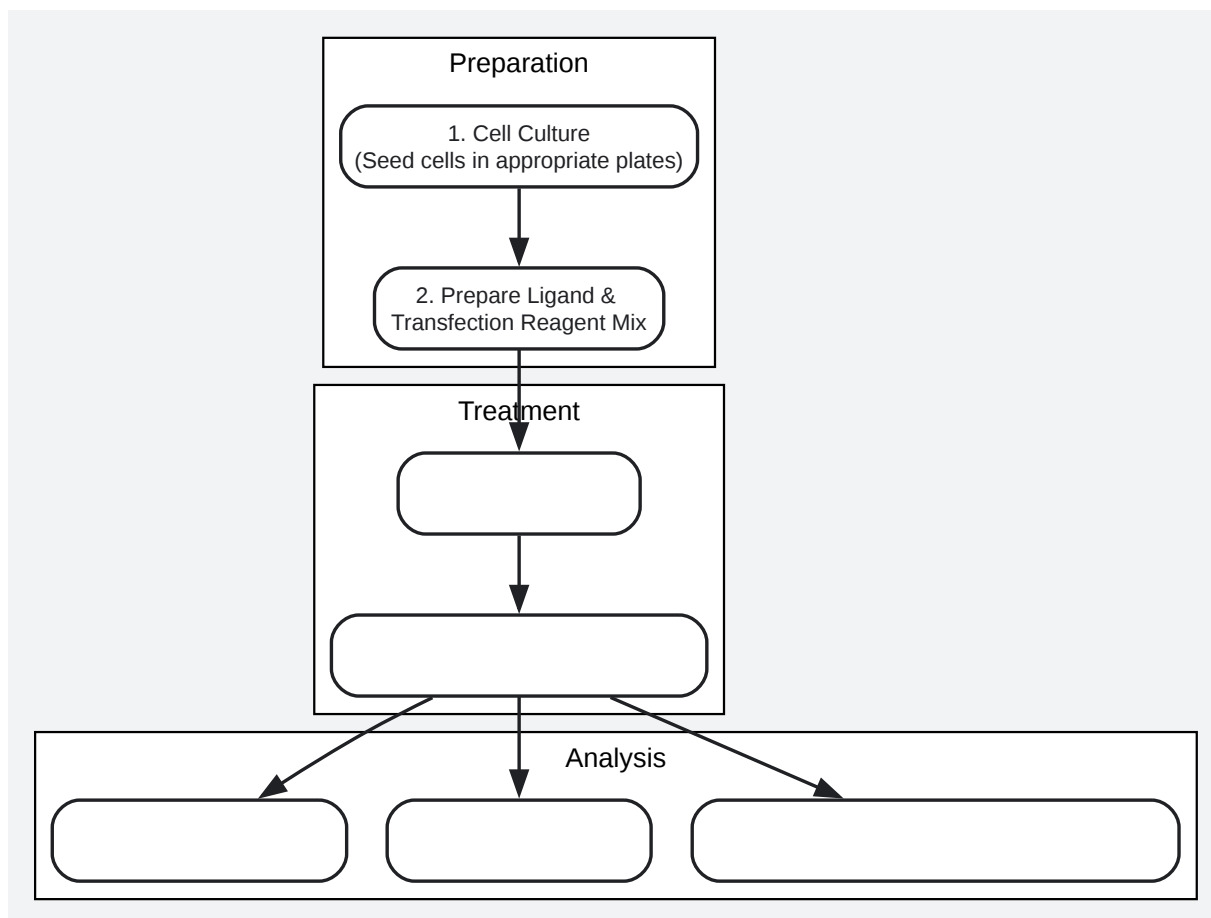 Preparation
1. Cell Culture
(Seed cells in appropriate plates)
2. Prepare Ligand &
Transfection Reagent Mix
Treatment
Analysis